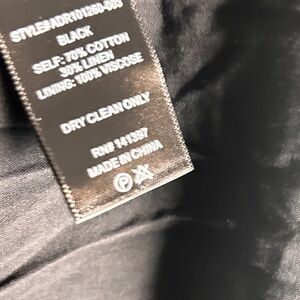 BLACK
SELF: 70% COTTON
30% LINEN
LINING: 100% VISCOSE
DRY CLEAN ONLY
RN# 141397
MADE IN CHINA
P